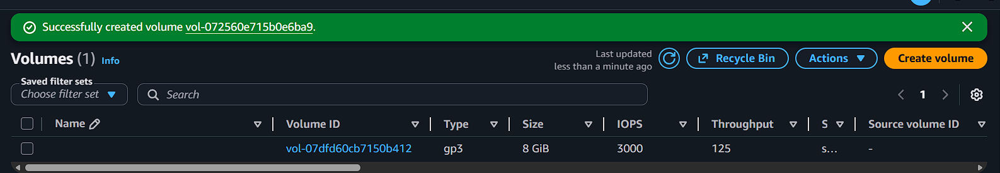 Successfully created volume vol-072560e715b0e6ba9.
Volumes (1) Info
Last updated
less than a minute ago
Recycle Bin
Actions
Create volume
Saved filter sets
Choose filter set
Search
1
Name Volume ID Type Size IOPS Throughput S Source volume ID
vol-07dfd60cb7150b412 gp3 8 GiB 3000 125 s... -